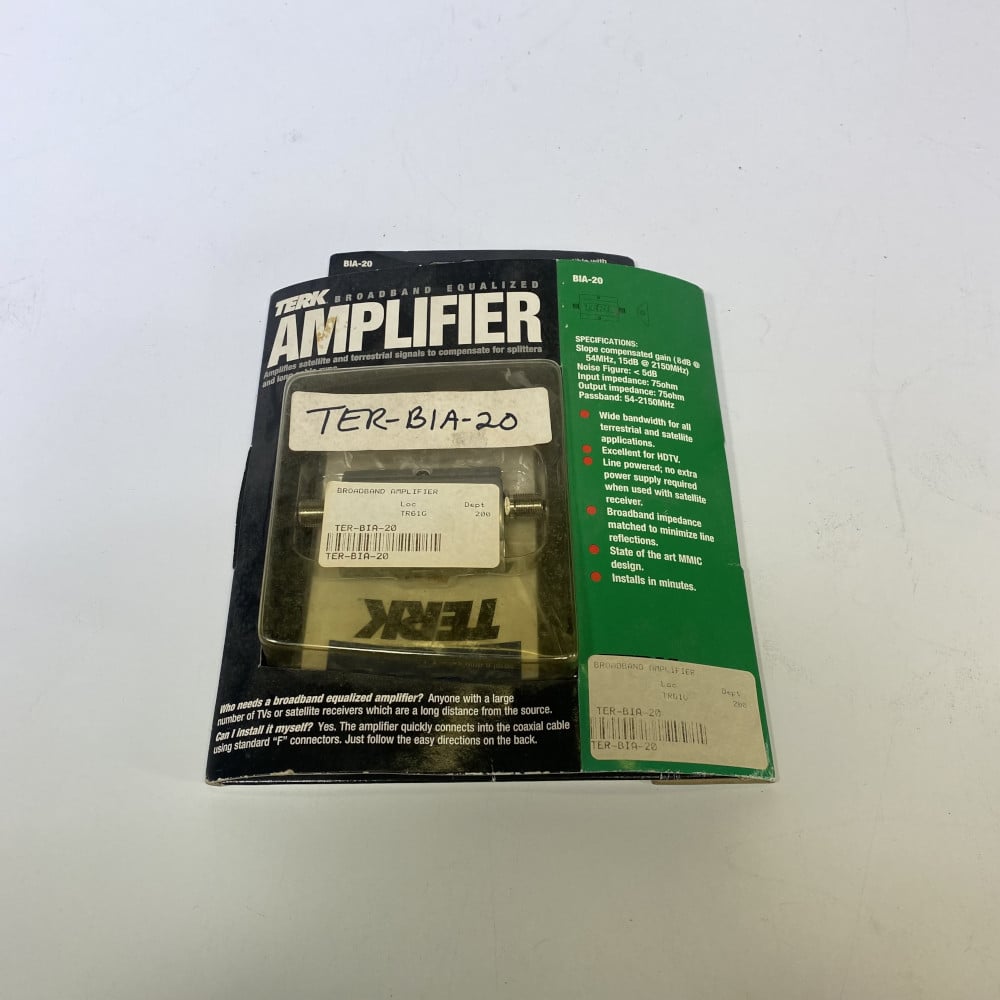 BIA-20
TERK BROADBAND EQUALIZED
AMPLIFIER
Amplifies satellite and terrestrial signals to compensate for splitters
and long cable runs
TER-BIA-20
BROADBAND AMPLIFIER
Loc Dept
TR61G 200
TER-BIA-20
TER-BIA-20
TERK
Who needs a broadband equalized amplifier? Anyone with a large
number of TVs or satellite receivers which are a long distance from the source.
Can I install it myself? Yes. The amplifier quickly connects into the coaxial cable
using standard "F" connectors. Just follow the easy directions on the back.
BIA-20
TERK
SPECIFICATIONS:
Slope compensated gain (8dB @
54MHz, 15dB @ 2150MHz)
Noise Figure: < 5dB
Input impedance: 75ohm
Output impedance: 75ohm
Passband: 54-2150MHz
Wide bandwidth for all
terrestrial and satellite
applications.
Excellent for HDTV.
Line powered; no extra
power supply required
when used with satellite
receiver.
Broadband impedance
matched to minimize line
reflections.
State of the art MMIC
design.
Installs in minutes.
BROADBAND AMPLIFIER
Loc Dept
TR61G 200
TER-BIA-20
TER-BIA-20